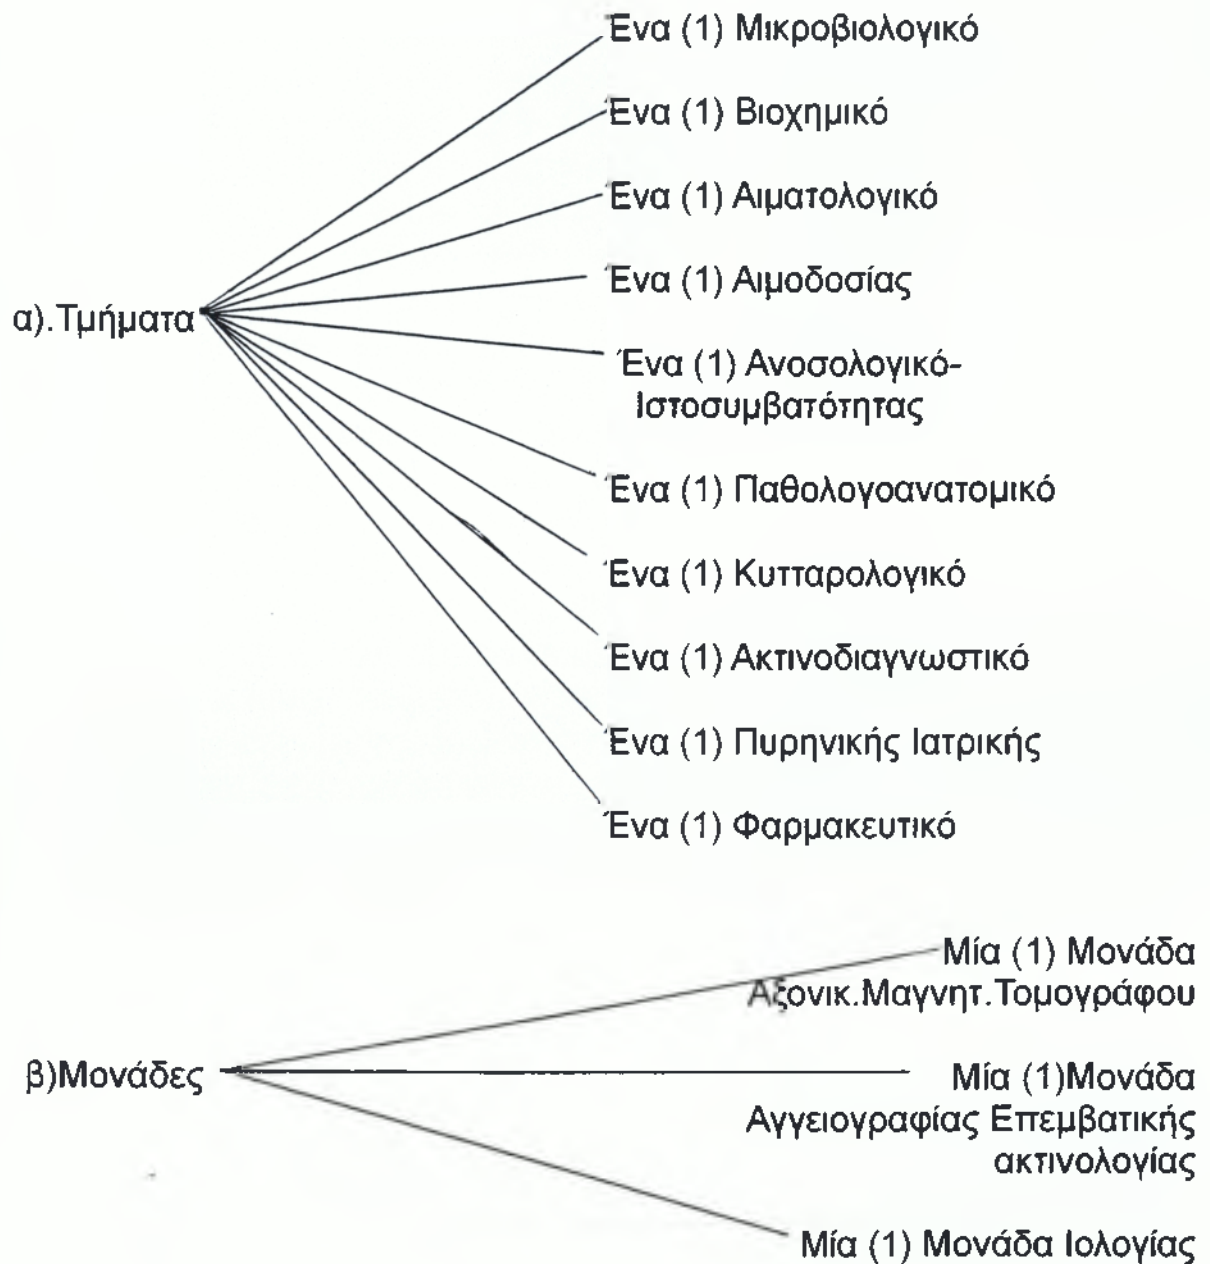 Ένα (1) Μικροβιολογικό
Ένα (1) Βιοχημικό
Ένα (1) Αιματολογικό
Ένα (1) Αιμοδοσίας
α).Τμήματα
Ένα (1) Ανοσολογικό-
Ιστοσυμβατότητας
Ένα (1) Παθολογοανατομικό
Ένα (1) Κυτταρολογικό
Ένα (1) Ακτινοδιαγνωστικό
Ένα (1) Πυρηνικής Ιατρικής
Ένα (1) Φαρμακευτικό
Μία (1) Μονάδα
Αξονικ.Μαγνητ.Τομογράφου
β)Μονάδες
Μία (1)Μονάδα
Αγγειογραφίας Επεμβατικής
ακτινολογίας
Μία (1) Μονάδα Ιολογίας